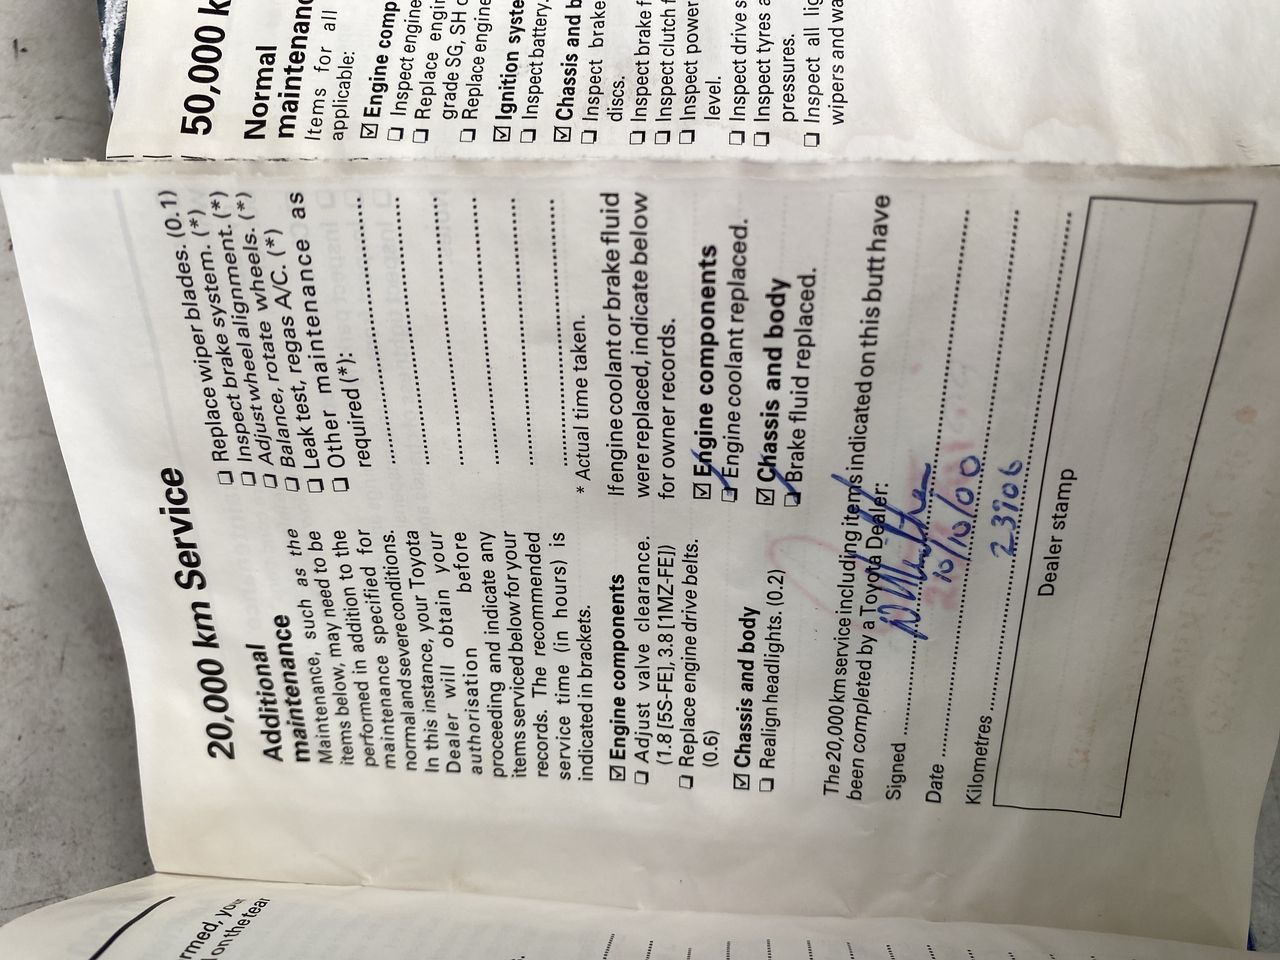 20,000 km Service
Additional
maintenance
Maintenance, such as the
items below, may need to be
performed in addition to the
maintenance specified for
normal and severe conditions.
In this instance, your Toyota
Dealer will obtain your
authorisation before
proceeding and indicate any
items serviced below for your
records. The recommended
service time (in hours) is
indicated in brackets.
☑ Engine components
❏ Adjust valve clearance.
(1.8 [5S-FE], 3.8 [1MZ-FE])
❏ Replace engine drive belts.
(0.6)
☑ Chassis and body
❏ Realign headlights. (0.2)
❏ Replace wiper blades. (0.1)
❏ Inspect brake system. (*)
❏ Inspect wheel alignment. (*)
❏ Adjust wheel alignment. (*)
❏ Balance, rotate wheels. (*)
❏ Leak test, regas A/C. (*)
❏ Other maintenance as
required (*):
* Actual time taken.
If engine coolant or brake fluid
were replaced, indicate below
for owner records.
☑ Engine components
❏ Engine coolant replaced.
☑ Chassis and body
❏ Brake fluid replaced.
The 20,000 km service including items indicated on this butt have
been completed by a Toyota Dealer:
Signed
Date 10/10/00
Kilometres 23906
Dealer stamp
50,000 k
Normal
maintenanc
Items for all
applicable:
☑ Engine comp
❏ Inspect engine
❏ Replace engin
grade SG, SH o
❏ Replace engine
☑ Ignition syste
❏ Inspect battery.
☑ Chassis and b
❏ Inspect brake
discs.
❏ Inspect brake f
❏ Inspect clutch f
❏ Inspect power
level.
❏ Inspect drive s
❏ Inspect tyres a
pressures.
❏ Inspect all lig
wipers and wa
rmed, you
on the tear